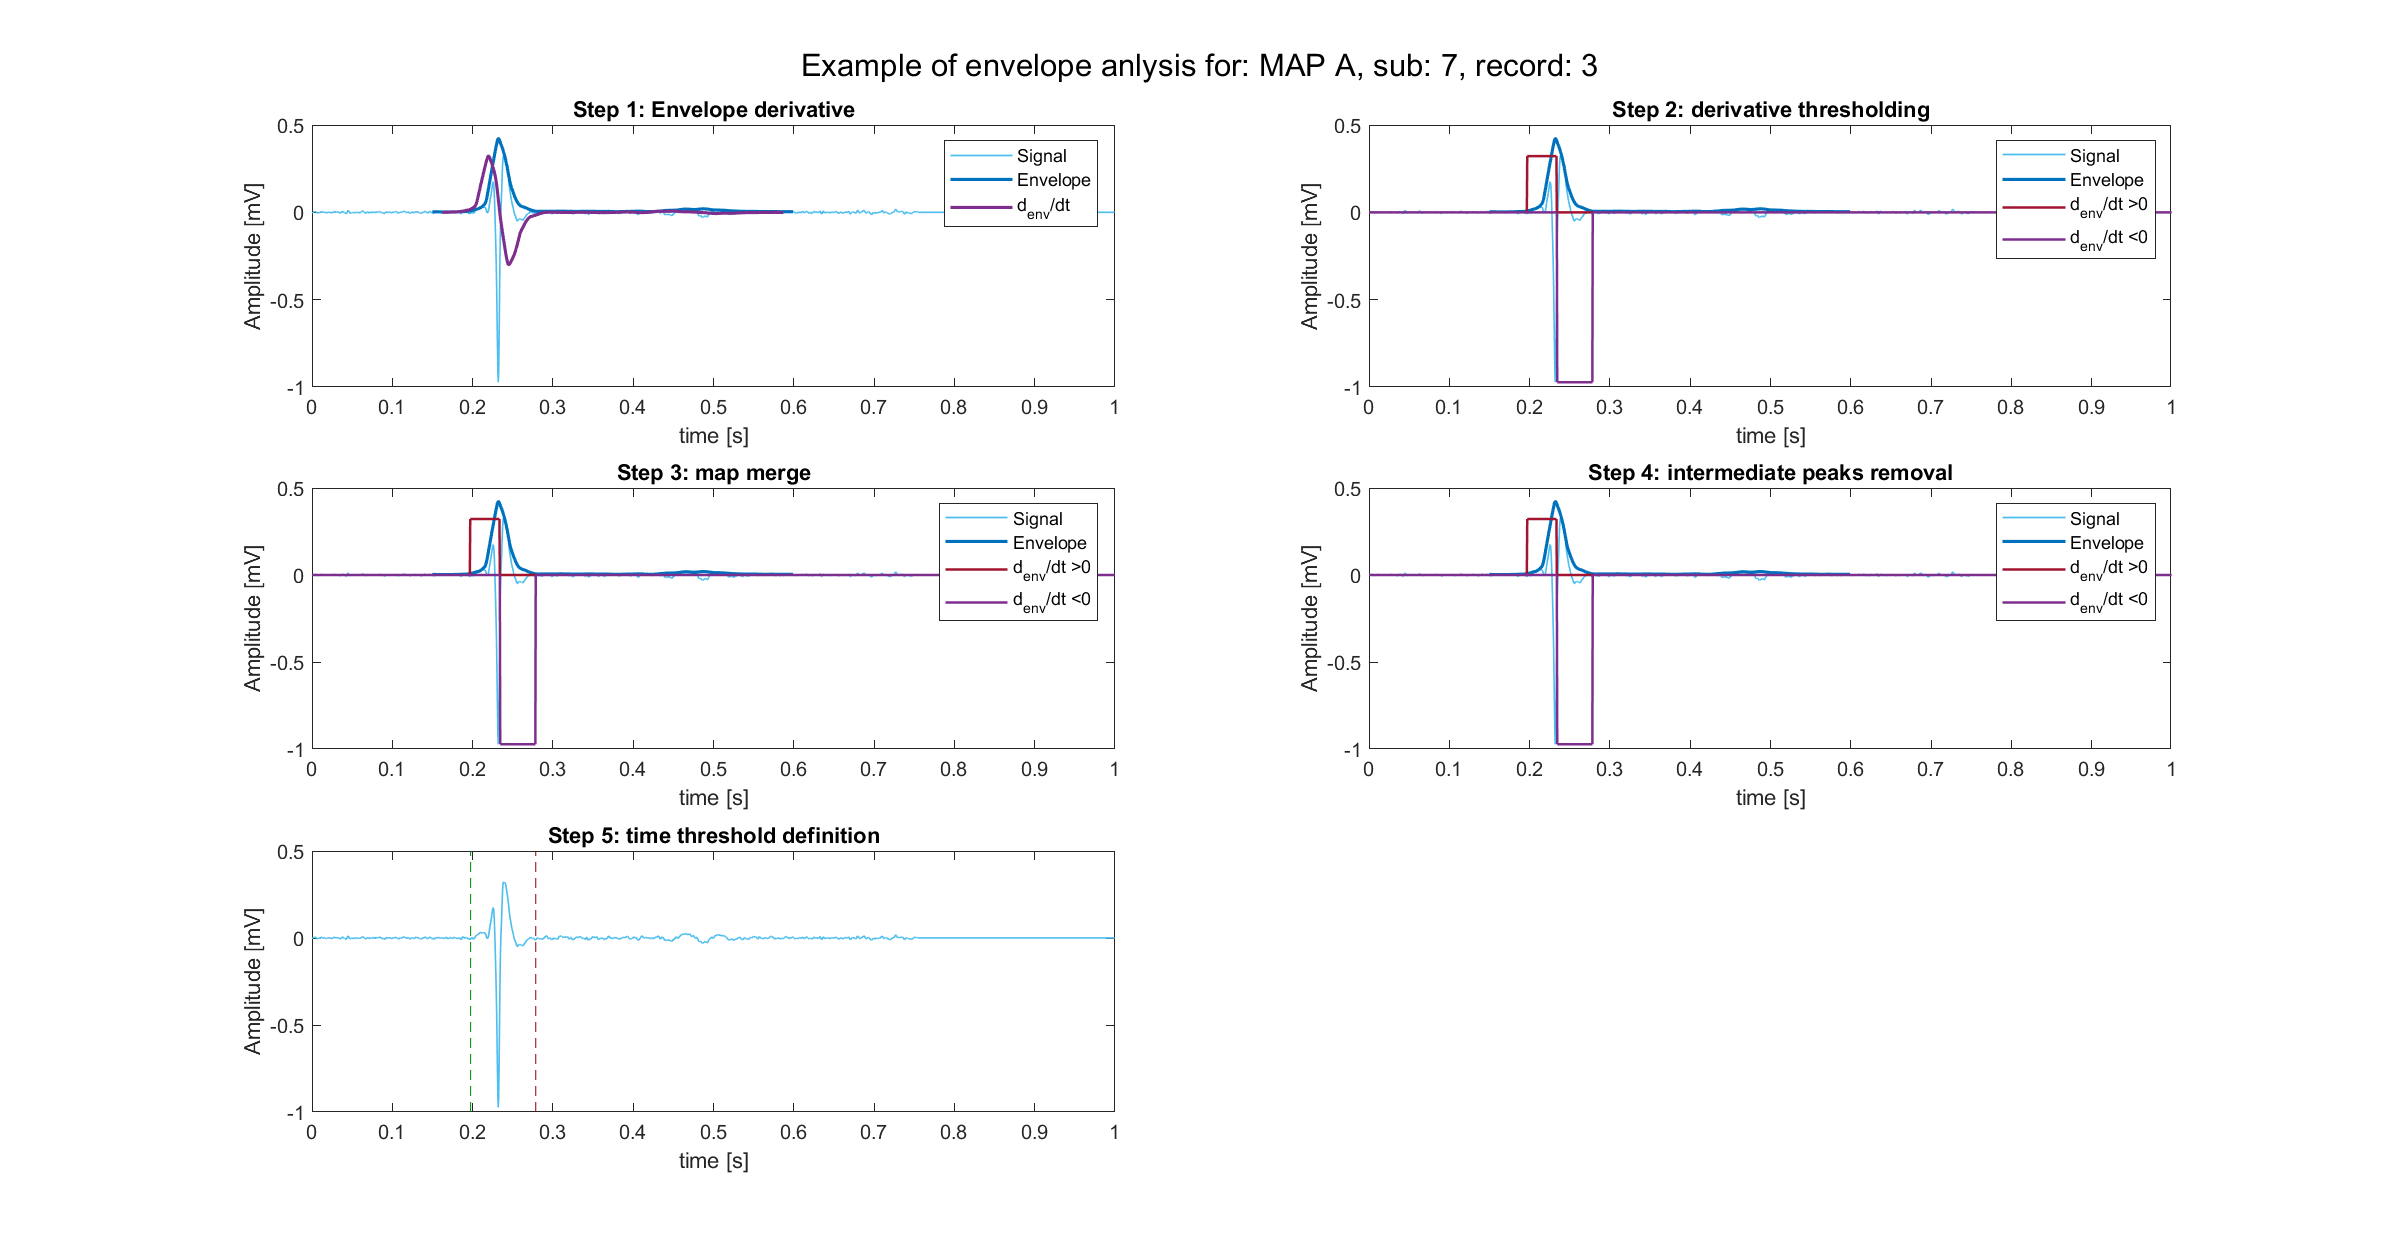 Example of envelope anlysis for: MAP A, sub: 7, record: 3
Step 1: Envelope derivative
0.5
0
-0.5
-1
Amplitude [mV]
0 0.1 0.2 0.3 0.4 0.5 0.6 0.7 0.8 0.9 1
time [s]
Signal
Envelope
d_env/dt
Step 2: derivative thresholding
0.5
0
-0.5
-1
Amplitude [mV]
0 0.1 0.2 0.3 0.4 0.5 0.6 0.7 0.8 0.9 1
time [s]
Signal
Envelope
d_env/dt >0
d_env/dt <0
Step 3: map merge
0.5
0
-0.5
-1
Amplitude [mV]
0 0.1 0.2 0.3 0.4 0.5 0.6 0.7 0.8 0.9 1
time [s]
Signal
Envelope
d_env/dt >0
d_env/dt <0
Step 4: intermediate peaks removal
0.5
0
-0.5
-1
Amplitude [mV]
0 0.1 0.2 0.3 0.4 0.5 0.6 0.7 0.8 0.9 1
time [s]
Signal
Envelope
d_env/dt >0
d_env/dt <0
Step 5: time threshold definition
0.5
0
-0.5
-1
Amplitude [mV]
0 0.1 0.2 0.3 0.4 0.5 0.6 0.7 0.8 0.9 1
time [s]